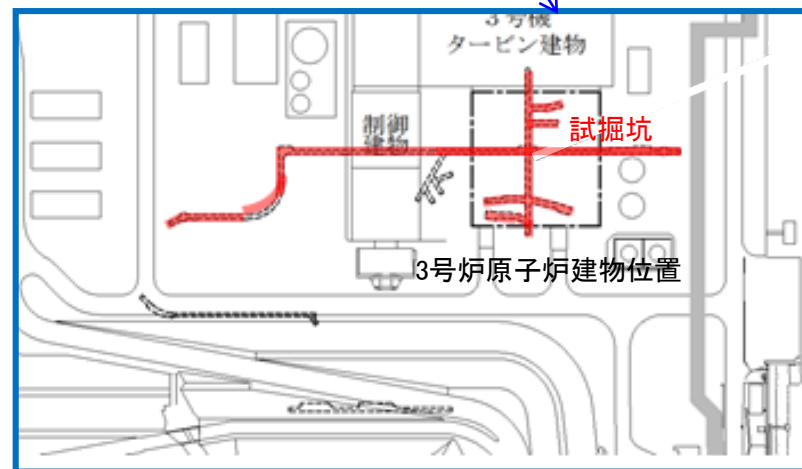 3号機
タービン建物
制御
建物
試掘坑
3号炉原子炉建物位置